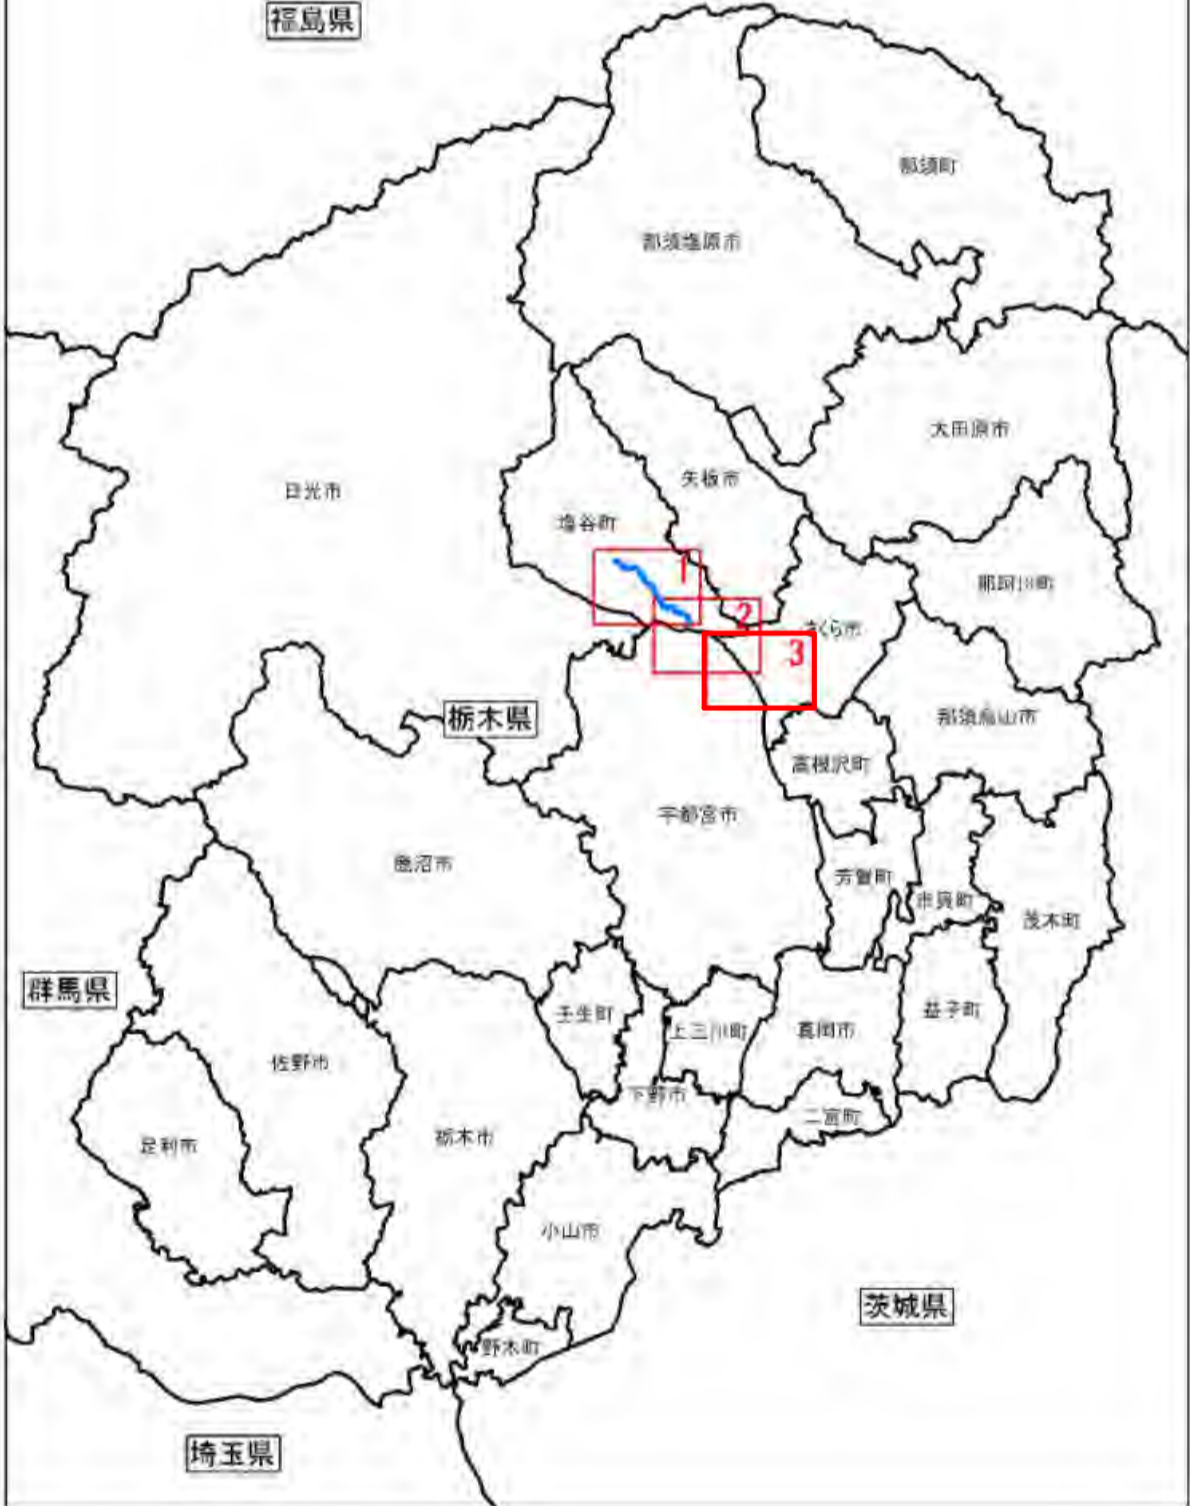 福島県
那須町
那須塩原市
大田原市
矢板市
日光市
塩谷町
1
那珂川町
2
さくら市
3
那須烏山市
栃木県
高根沢町
宇都宮市
鹿沼市
芳賀町
市貝町
茂木町
群馬県
益子町
壬生町
上三川町
真岡市
佐野市
下野市
二宮町
栃木市
足利市
小山市
茨城県
野木町
埼玉県